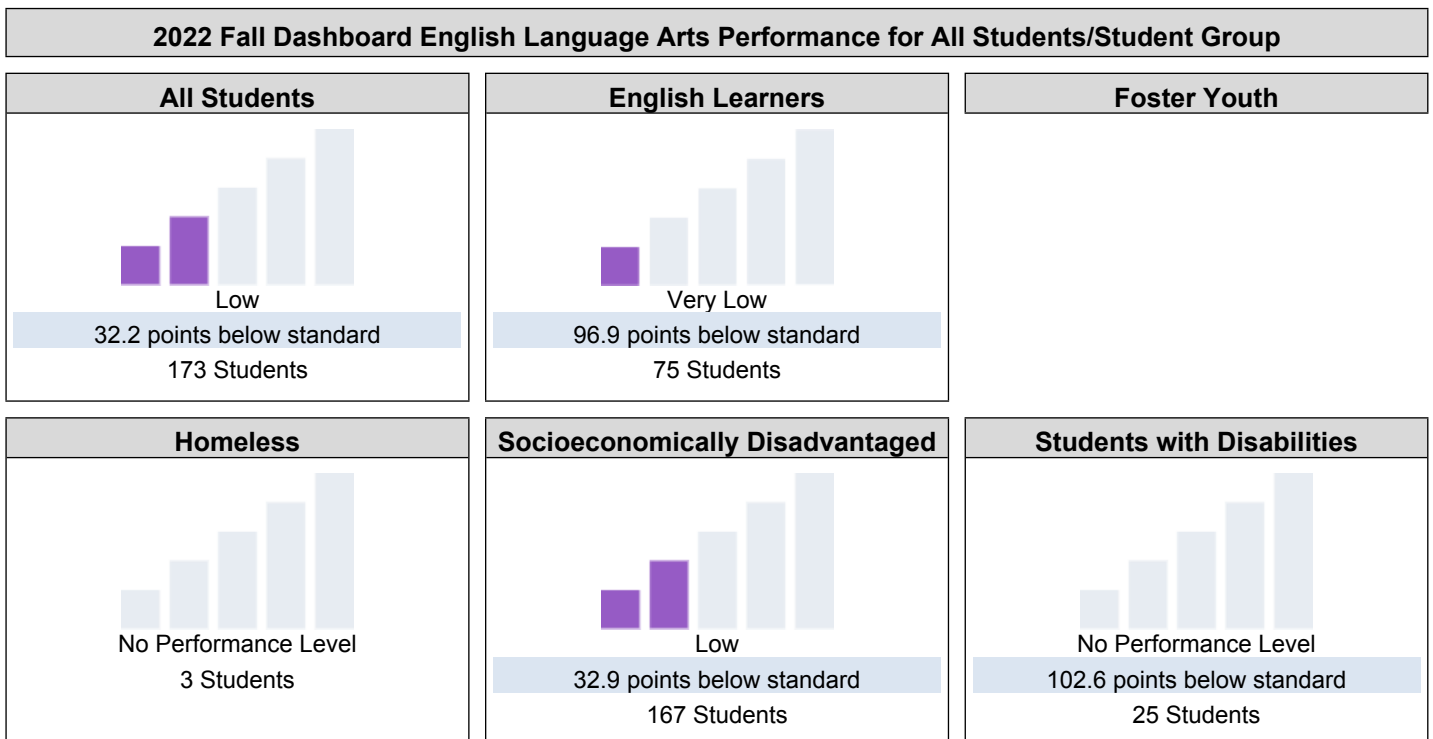 2022 Fall Dashboard English Language Arts Performance for All Students/Student Group
All Students
Low
32.2 points below standard
173 Students
English Learners
Very Low
96.9 points below standard
75 Students
Foster Youth
Homeless
No Performance Level
3 Students
Socioeconomically Disadvantaged
Low
32.9 points below standard
167 Students
Students with Disabilities
No Performance Level
102.6 points below standard
25 Students